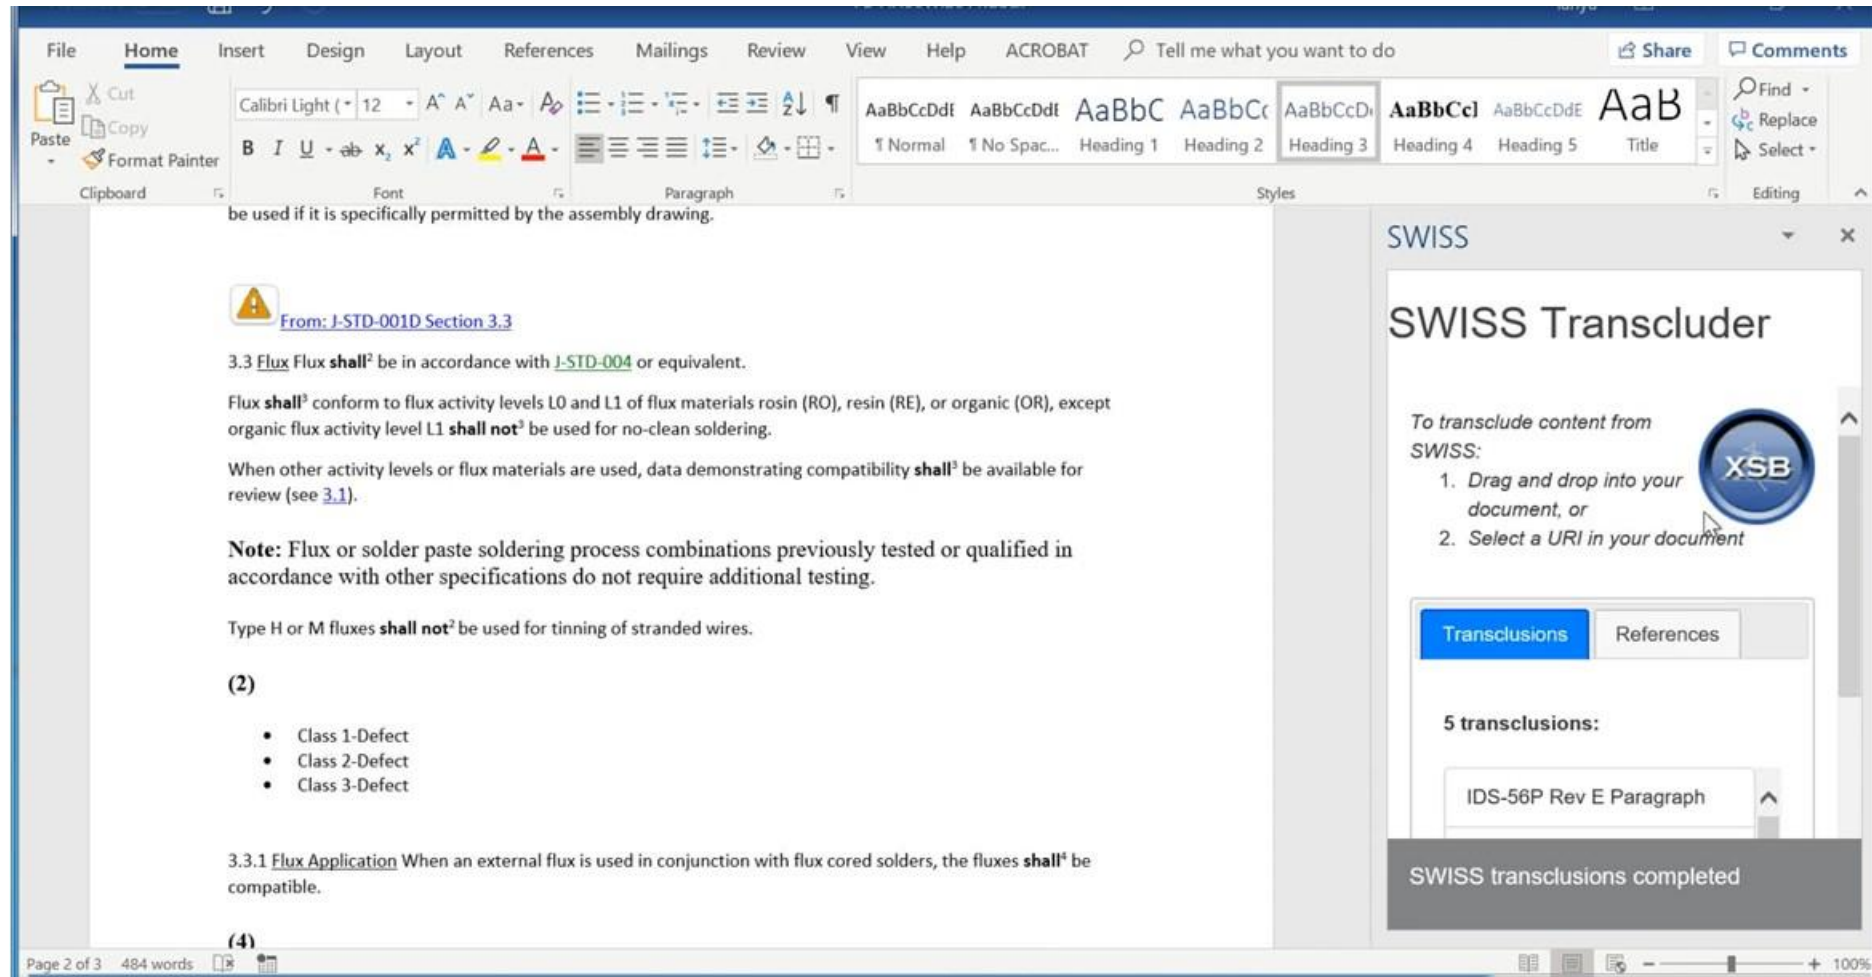 File Home Insert Design Layout References Mailings Review View Help ACROBAT Tell me what you want to do Share Comments
Cut
Copy
Paste
Format Painter
Clipboard
Calibri Light ( 12
Font
Paragraph
AaBbCcDdE AaBbCcDdE AaBbC AaBbCc AaBbCcD AaBbCcI AaBbCcDdE AaB
¶ Normal ¶ No Spac... Heading 1 Heading 2 Heading 3 Heading 4 Heading 5 Title
Styles
Find
Replace
Select
Editing
be used if it is specifically permitted by the assembly drawing.
From: J-STD-001D Section 3.3
3.3 Flux Flux shall² be in accordance with J-STD-004 or equivalent.
Flux shall³ conform to flux activity levels L0 and L1 of flux materials rosin (RO), resin (RE), or organic (OR), except
organic flux activity level L1 shall not³ be used for no-clean soldering.
When other activity levels or flux materials are used, data demonstrating compatibility shall³ be available for
review (see 3.1).
Note: Flux or solder paste soldering process combinations previously tested or qualified in
accordance with other specifications do not require additional testing.
Type H or M fluxes shall not² be used for tinning of stranded wires.
(2)
• Class 1-Defect
• Class 2-Defect
• Class 3-Defect
3.3.1 Flux Application When an external flux is used in conjunction with flux cored solders, the fluxes shall⁴ be
compatible.
(4)
SWISS
SWISS Transcluder
To transclude content from
SWISS:
1. Drag and drop into your
document, or
2. Select a URI in your document
XSB
Transclusions References
5 transclusions:
IDS-56P Rev E Paragraph
SWISS transclusions completed
Page 2 of 3 484 words
100%